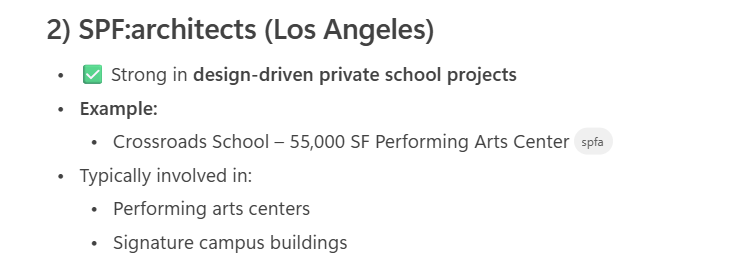 2) SPF:architects (Los Angeles)
• ✅ Strong in design-driven private school projects
• Example:
• Crossroads School – 55,000 SF Performing Arts Center spfa
• Typically involved in:
• Performing arts centers
• Signature campus buildings